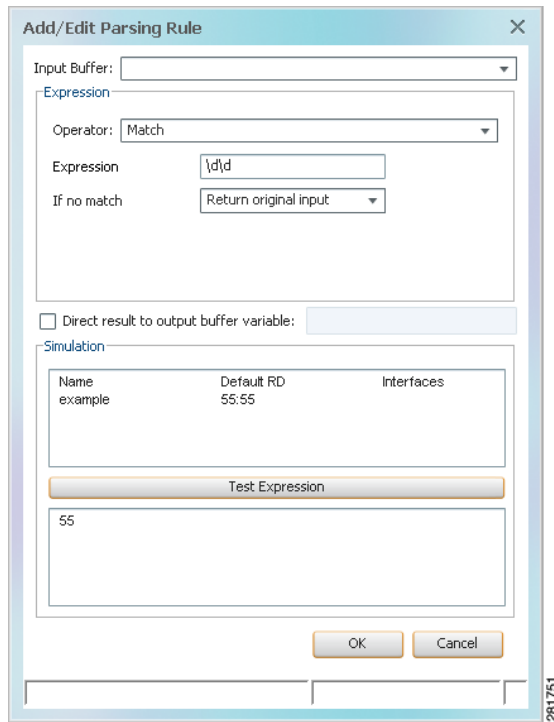 Add/Edit Parsing Rule
Input Buffer:
Expression
Operator: Match
Expression \d\d
If no match Return original input
Direct result to output buffer variable:
Simulation
Name Default RD Interfaces
example 55:55
Test Expression
55
OK Cancel
281751